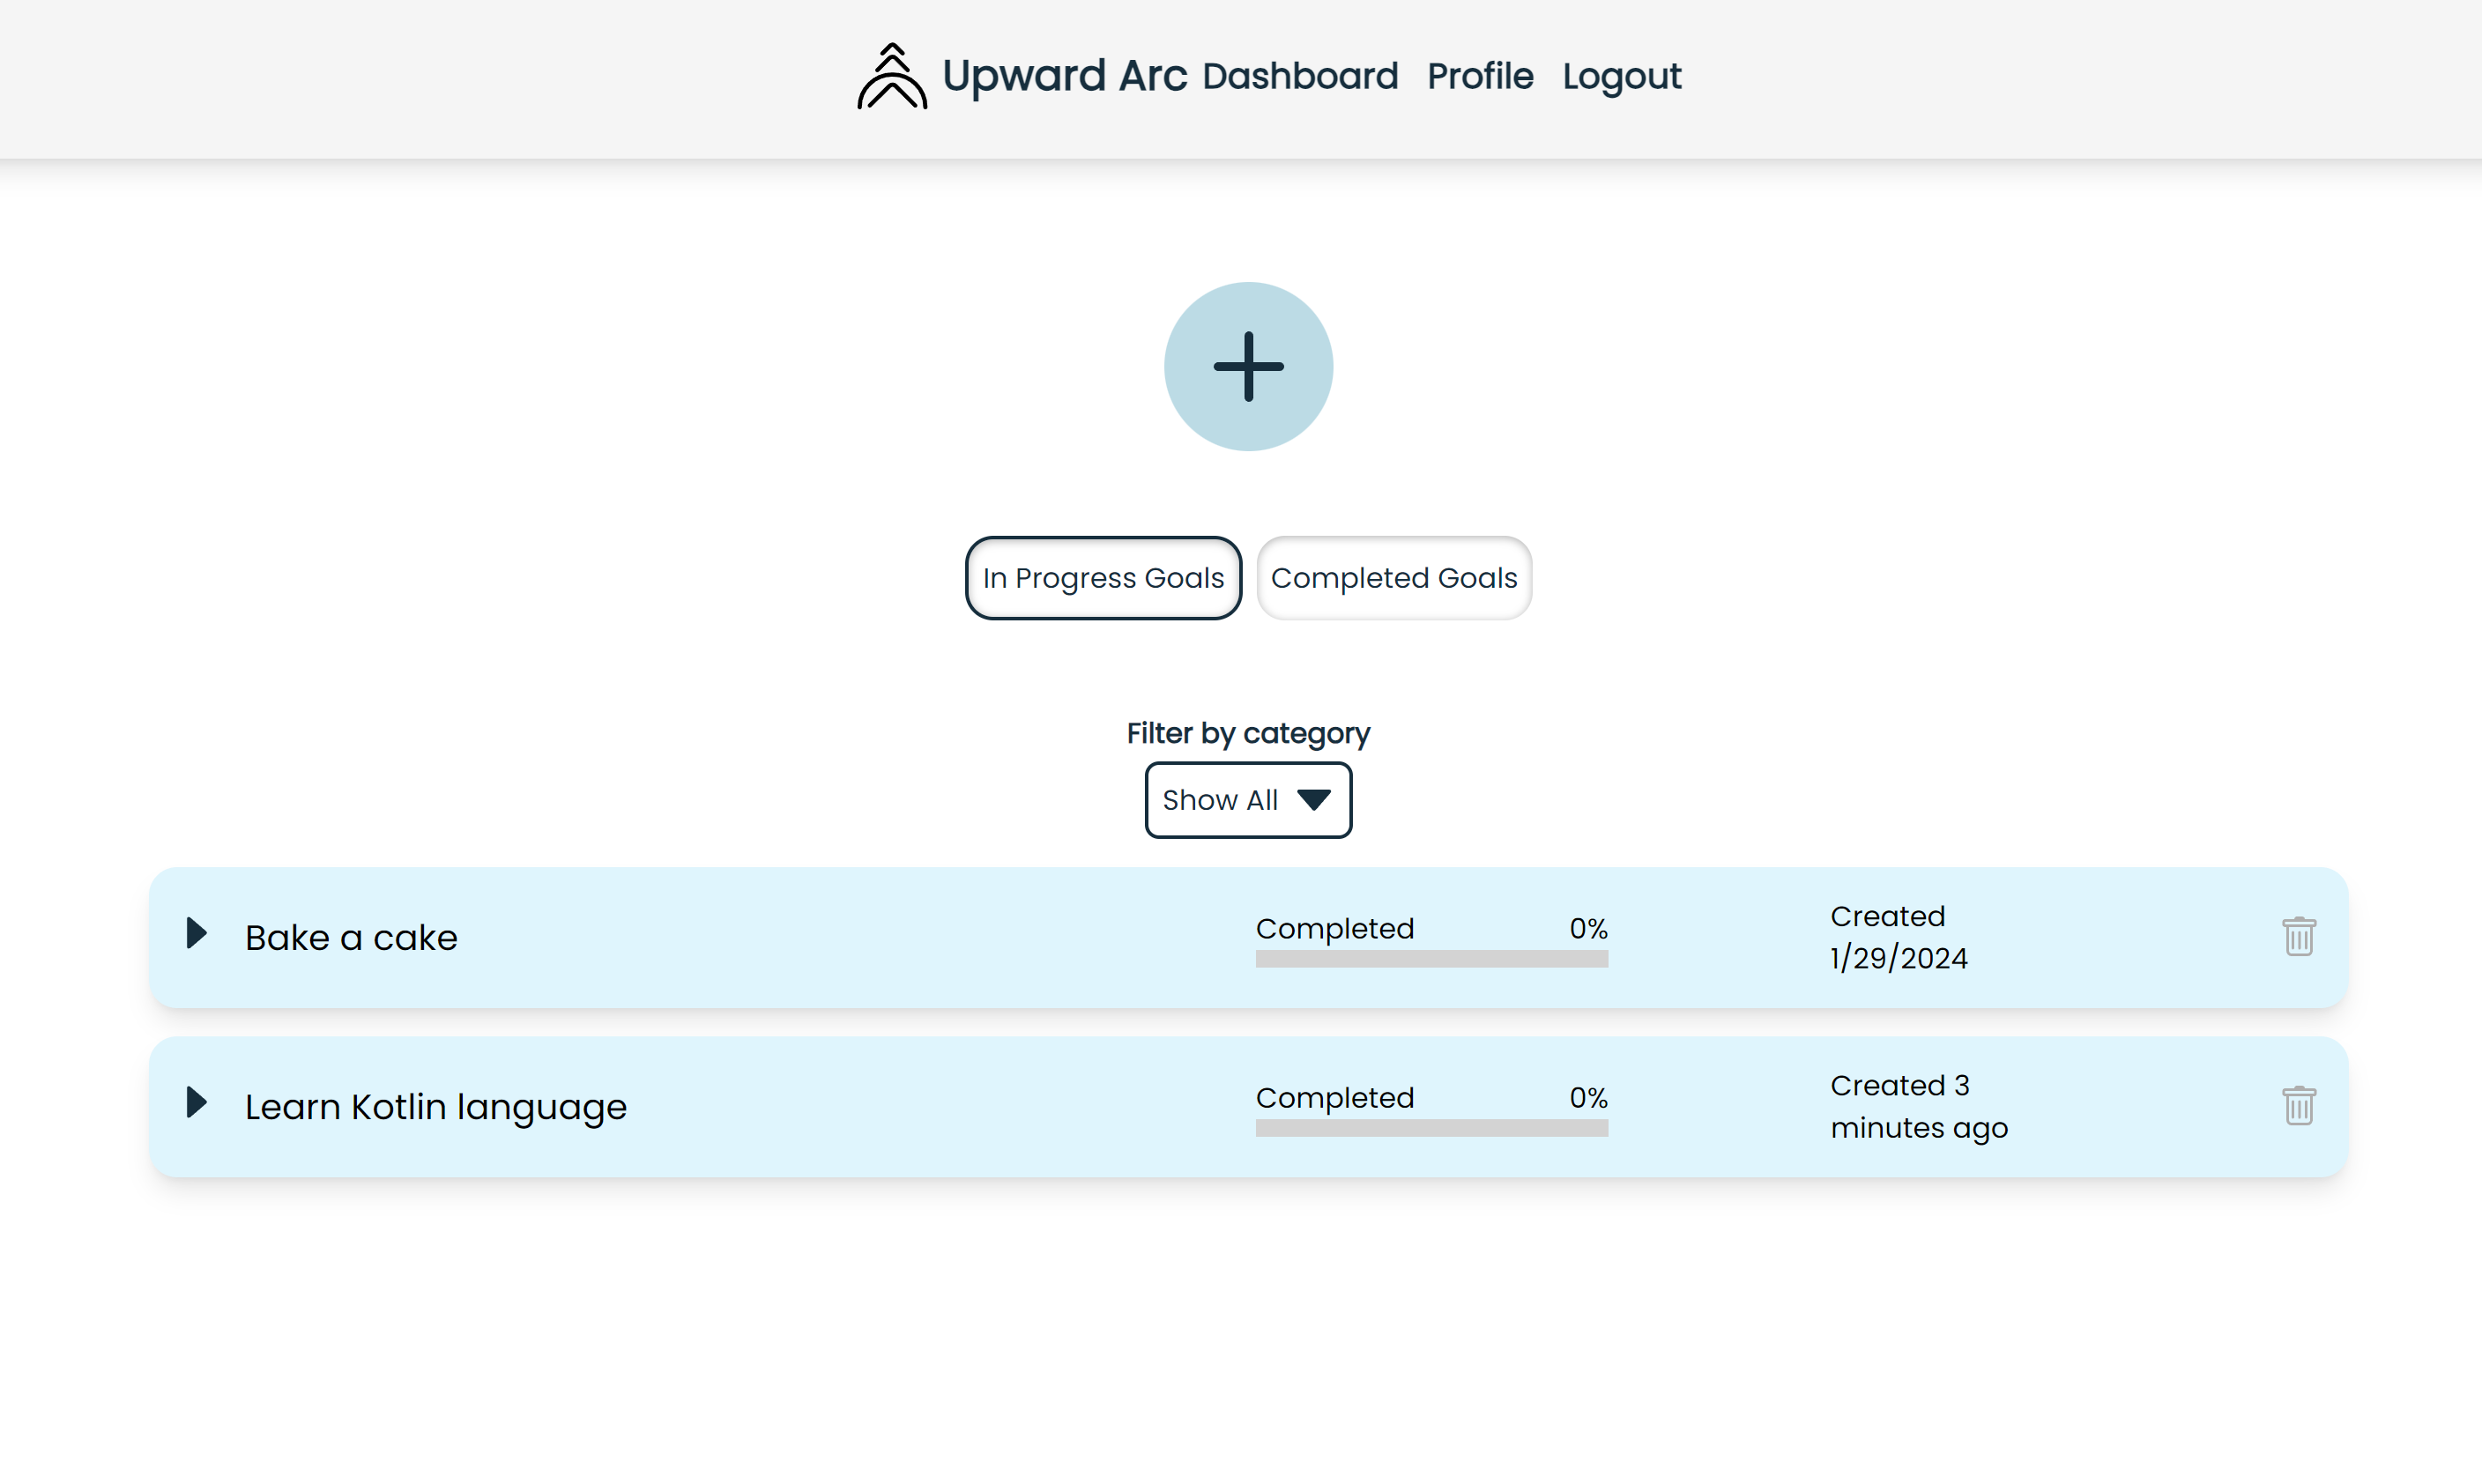 Upward Arc Dashboard Profile Logout
In Progress Goals Completed Goals
Filter by category
Show All
Bake a cake
Completed 0%
Created
1/29/2024
Learn Kotlin language
Completed 0%
Created 3
minutes ago